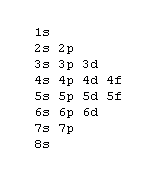 1s
2s 2p
3s 3p 3d
4s 4p 4d 4f
5s 5p 5d 5f
6s 6p 6d
7s 7p
8s